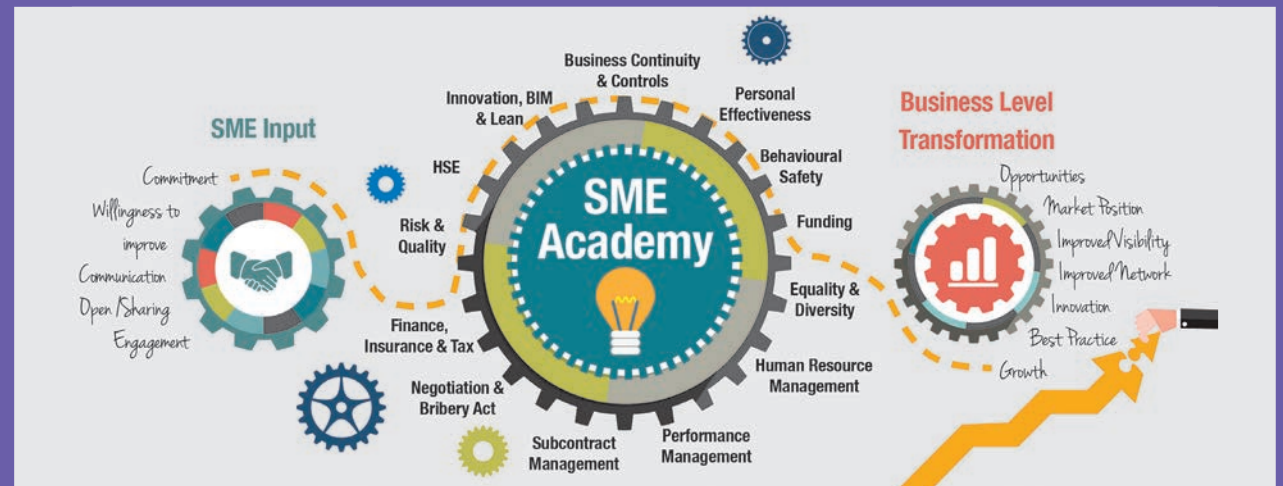 SME Input
Commitment
Willingness to
improve
Communication
Open/Sharing
Engagement
Business Continuity
& Controls
Innovation, BIM
& Lean
HSE
Risk &
Quality
Finance,
Insurance & Tax
Negotiation &
Bribery Act
Subcontract
Management
Performance
Management
Human Resource
Management
Equality &
Diversity
Funding
Behavioural
Safety
Personal
Effectiveness
SME
Academy
Business Level
Transformation
Opportunities
Market Position
Improved Visibility
Improved Network
Innovation
Best Practice
Growth